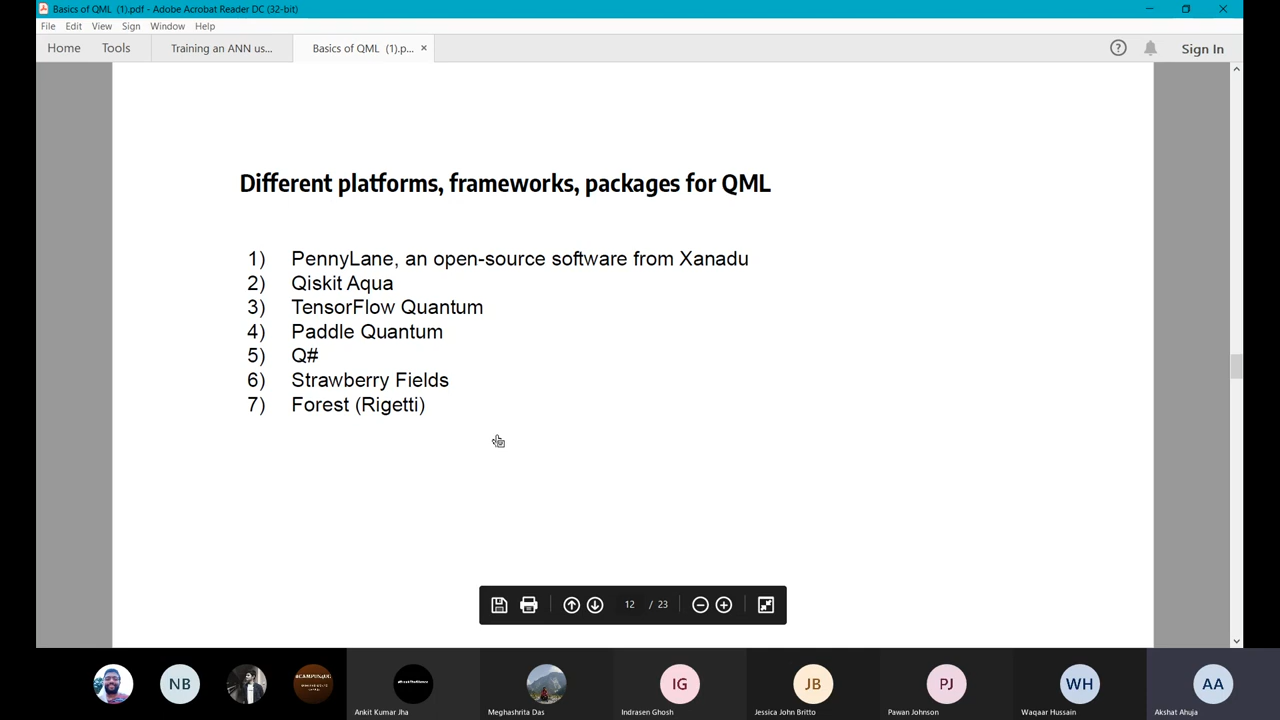 Basics of QML (1).pdf - Adobe Acrobat Reader DC (32-bit)
File Edit View Sign Window Help
Home Tools Training an ANN us... Basics of QML (1).p... × Sign In
Different platforms, frameworks, packages for QML
1) PennyLane, an open-source software from Xanadu
2) Qiskit Aqua
3) TensorFlow Quantum
4) Paddle Quantum
5) Q#
6) Strawberry Fields
7) Forest (Rigetti)
12 / 23
NB IG JB PJ WH AA
Ankit Kumar Jha Meghashrita Das Indrasen Ghosh Jessica John Britto Pawan Johnson Waqaar Hussain Akshat Ahuja